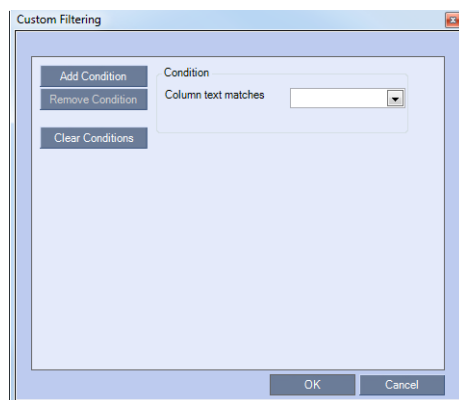 Custom Filtering
Add Condition
Remove Condition
Clear Conditions
Condition
Column text matches
OK
Cancel